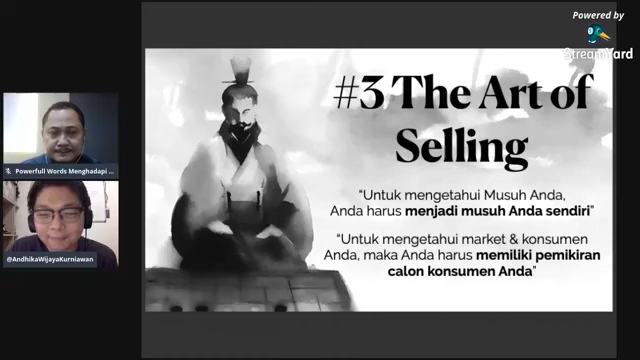 Powered by
StreamYard
#3 The Art of
Selling
“Untuk mengetahui Musuh Anda,
Anda harus menjadi musuh Anda sendiri”
“Untuk mengetahui market & konsumen
Anda, maka Anda harus memiliki pemikiran
calon konsumen Anda”
Powerfull Words Menghadapi ...
@AndhikaWijayaKurniawan